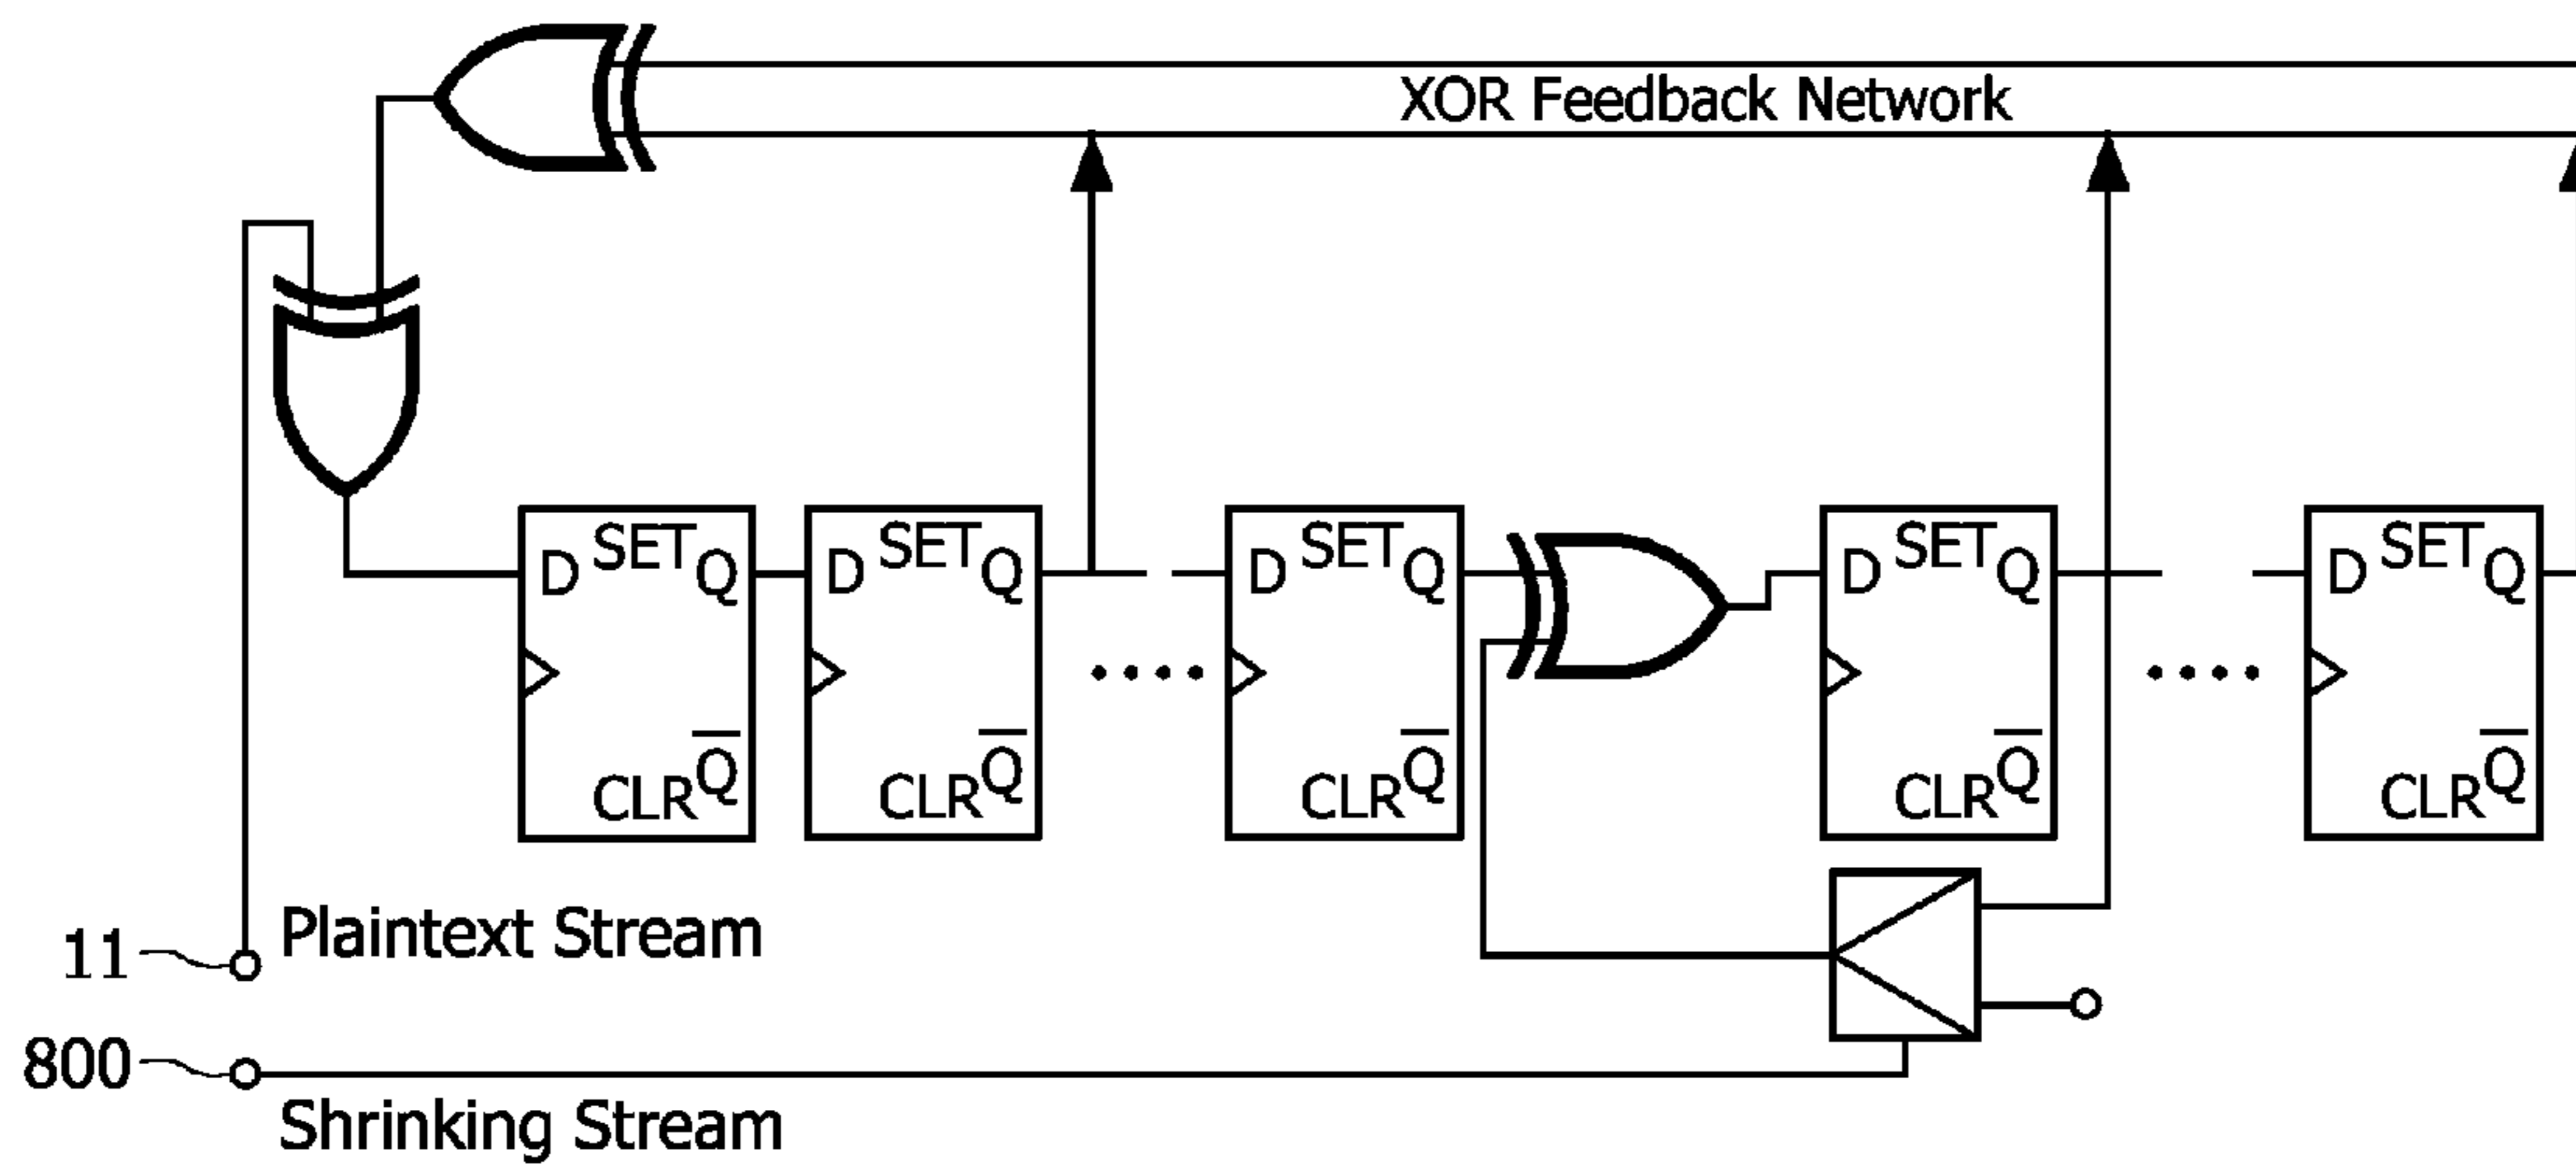 XOR Feedback Network
D SET Q
CLR Q̅
D SET Q
CLR Q̅
D SET Q
CLR Q̅
D SET Q
CLR Q̅
D SET Q
CLR Q̅
11 Plaintext Stream
800
Shrinking Stream